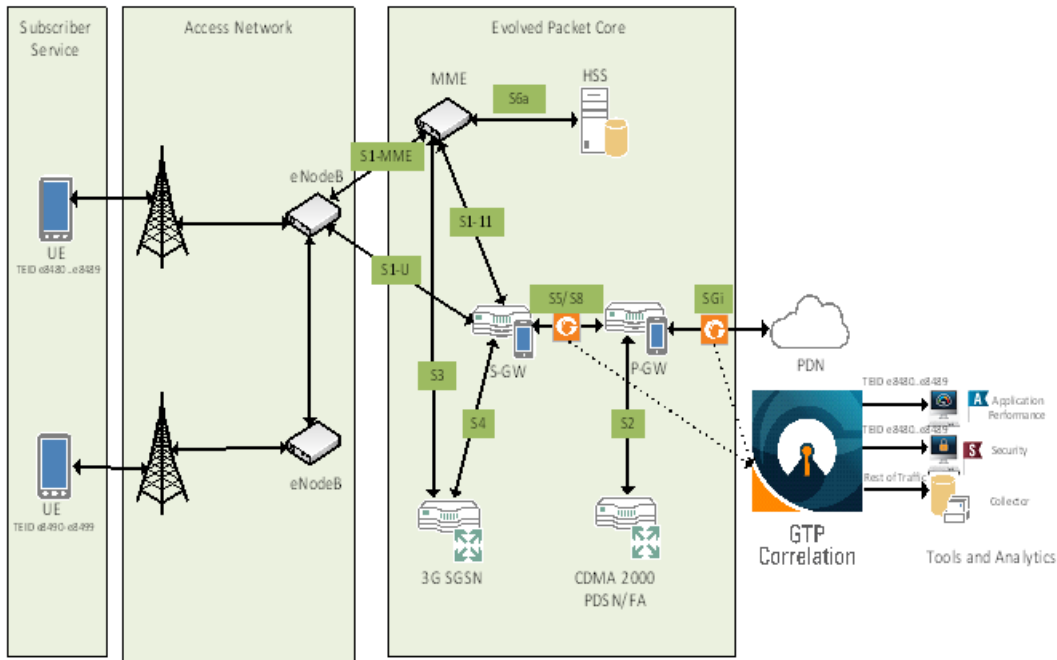 Subscriber
Service
Access Network
Evolved Packet Core
MME
HSS
S6a
S1-MME
eNodeB
S1-11
UE
TEID e8480..e8489
S1-U
S5/S8
SGi
S-GW
P-GW
PDN
S3
S4
S2
TEID e8480..e8489
A
Application
Performance
TEID e8480..e8489
S
Security
Rest of Traffic
Collector
UE
TEID e8490-e8499
eNodeB
GTP
Correlation
Tools and Analytics
3G SGSN
CDMA 2000
PDSN/FA